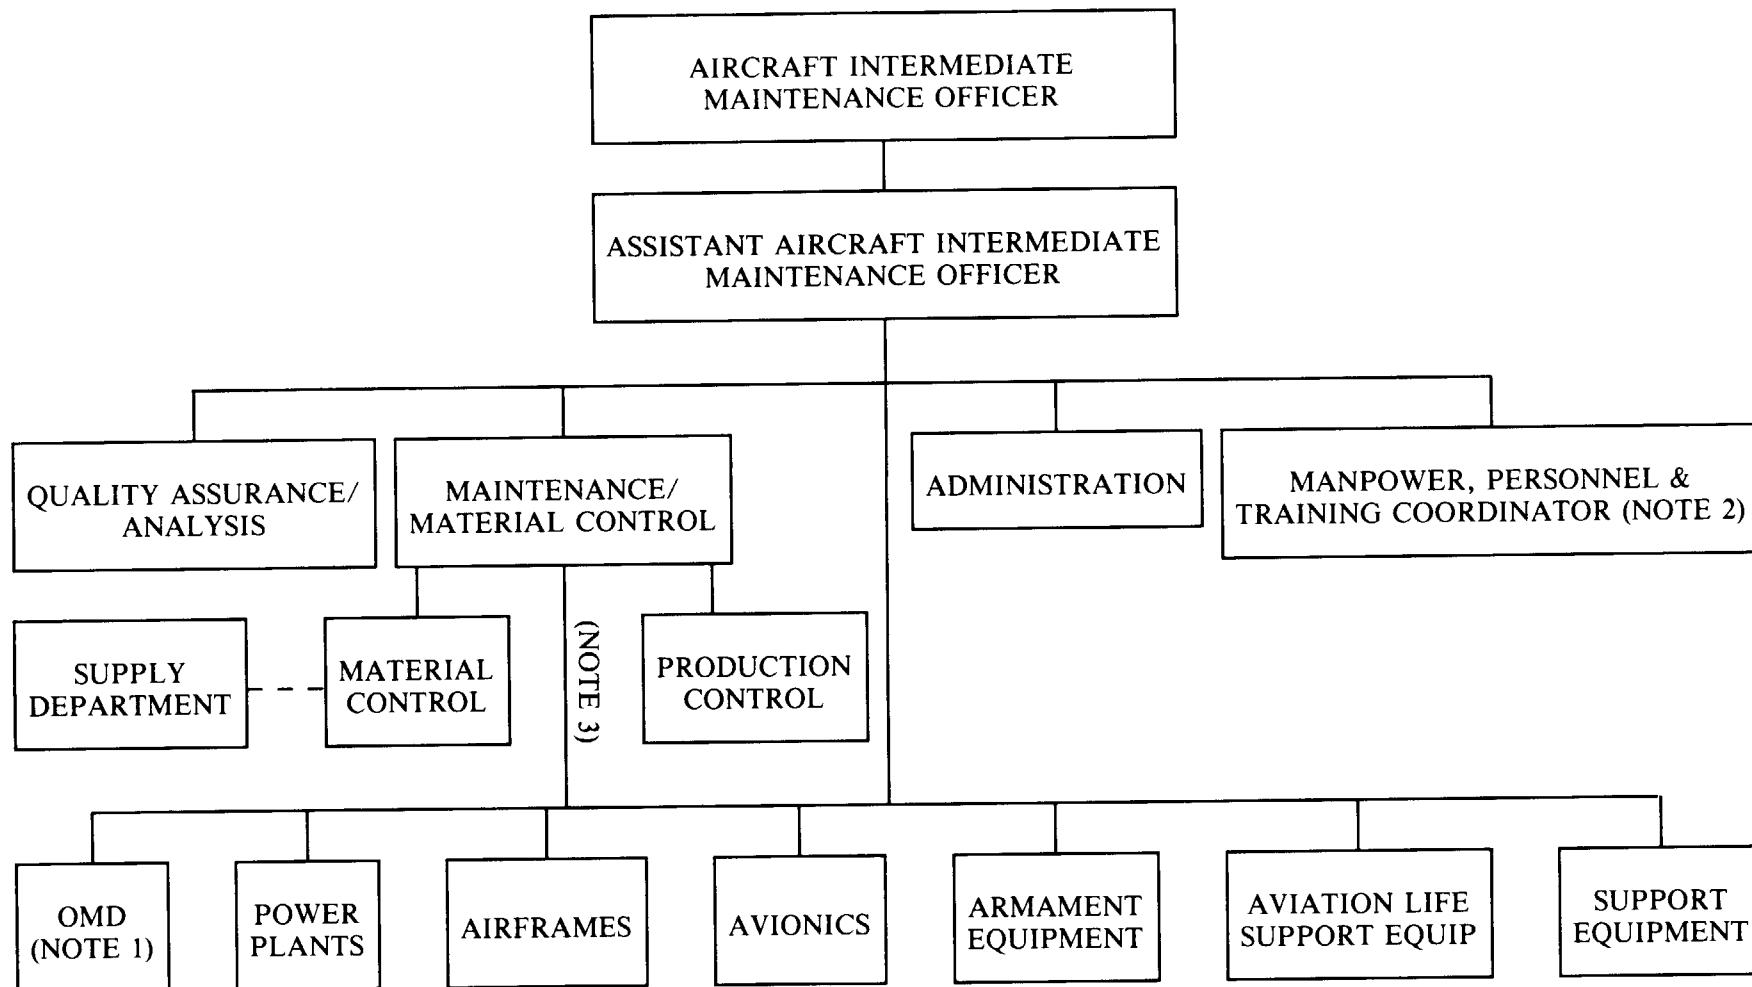 AIRCRAFT INTERMEDIATE
MAINTENANCE OFFICER
ASSISTANT AIRCRAFT INTERMEDIATE
MAINTENANCE OFFICER
QUALITY ASSURANCE/
ANALYSIS
MAINTENANCE/
MATERIAL CONTROL
ADMINISTRATION
MANPOWER, PERSONNEL &
TRAINING COORDINATOR (NOTE 2)
SUPPLY
DEPARTMENT
MATERIAL
CONTROL
(NOTE 3)
PRODUCTION
CONTROL
OMD
(NOTE 1)
POWER
PLANTS
AIRFRAMES
AVIONICS
ARMAMENT
EQUIPMENT
AVIATION LIFE
SUPPORT EQUIP
SUPPORT
EQUIPMENT